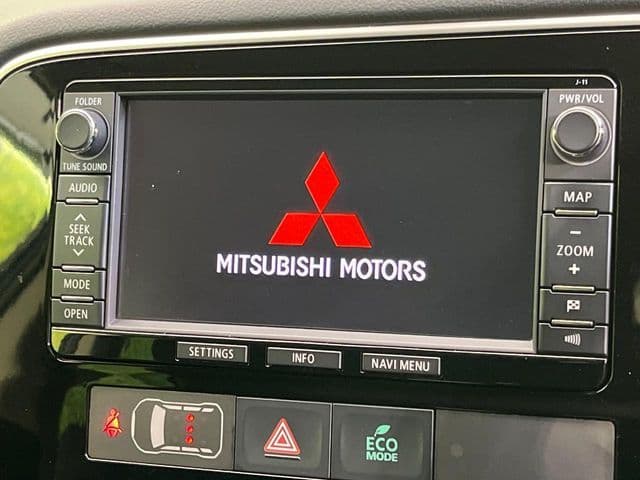 J-11
FOLDER
PWR/VOL
TUNE SOUND
AUDIO
MAP
SEEK
TRACK
ZOOM
MODE
OPEN
MITSUBISHI MOTORS
SETTINGS
INFO
NAVI MENU
ECO
MODE